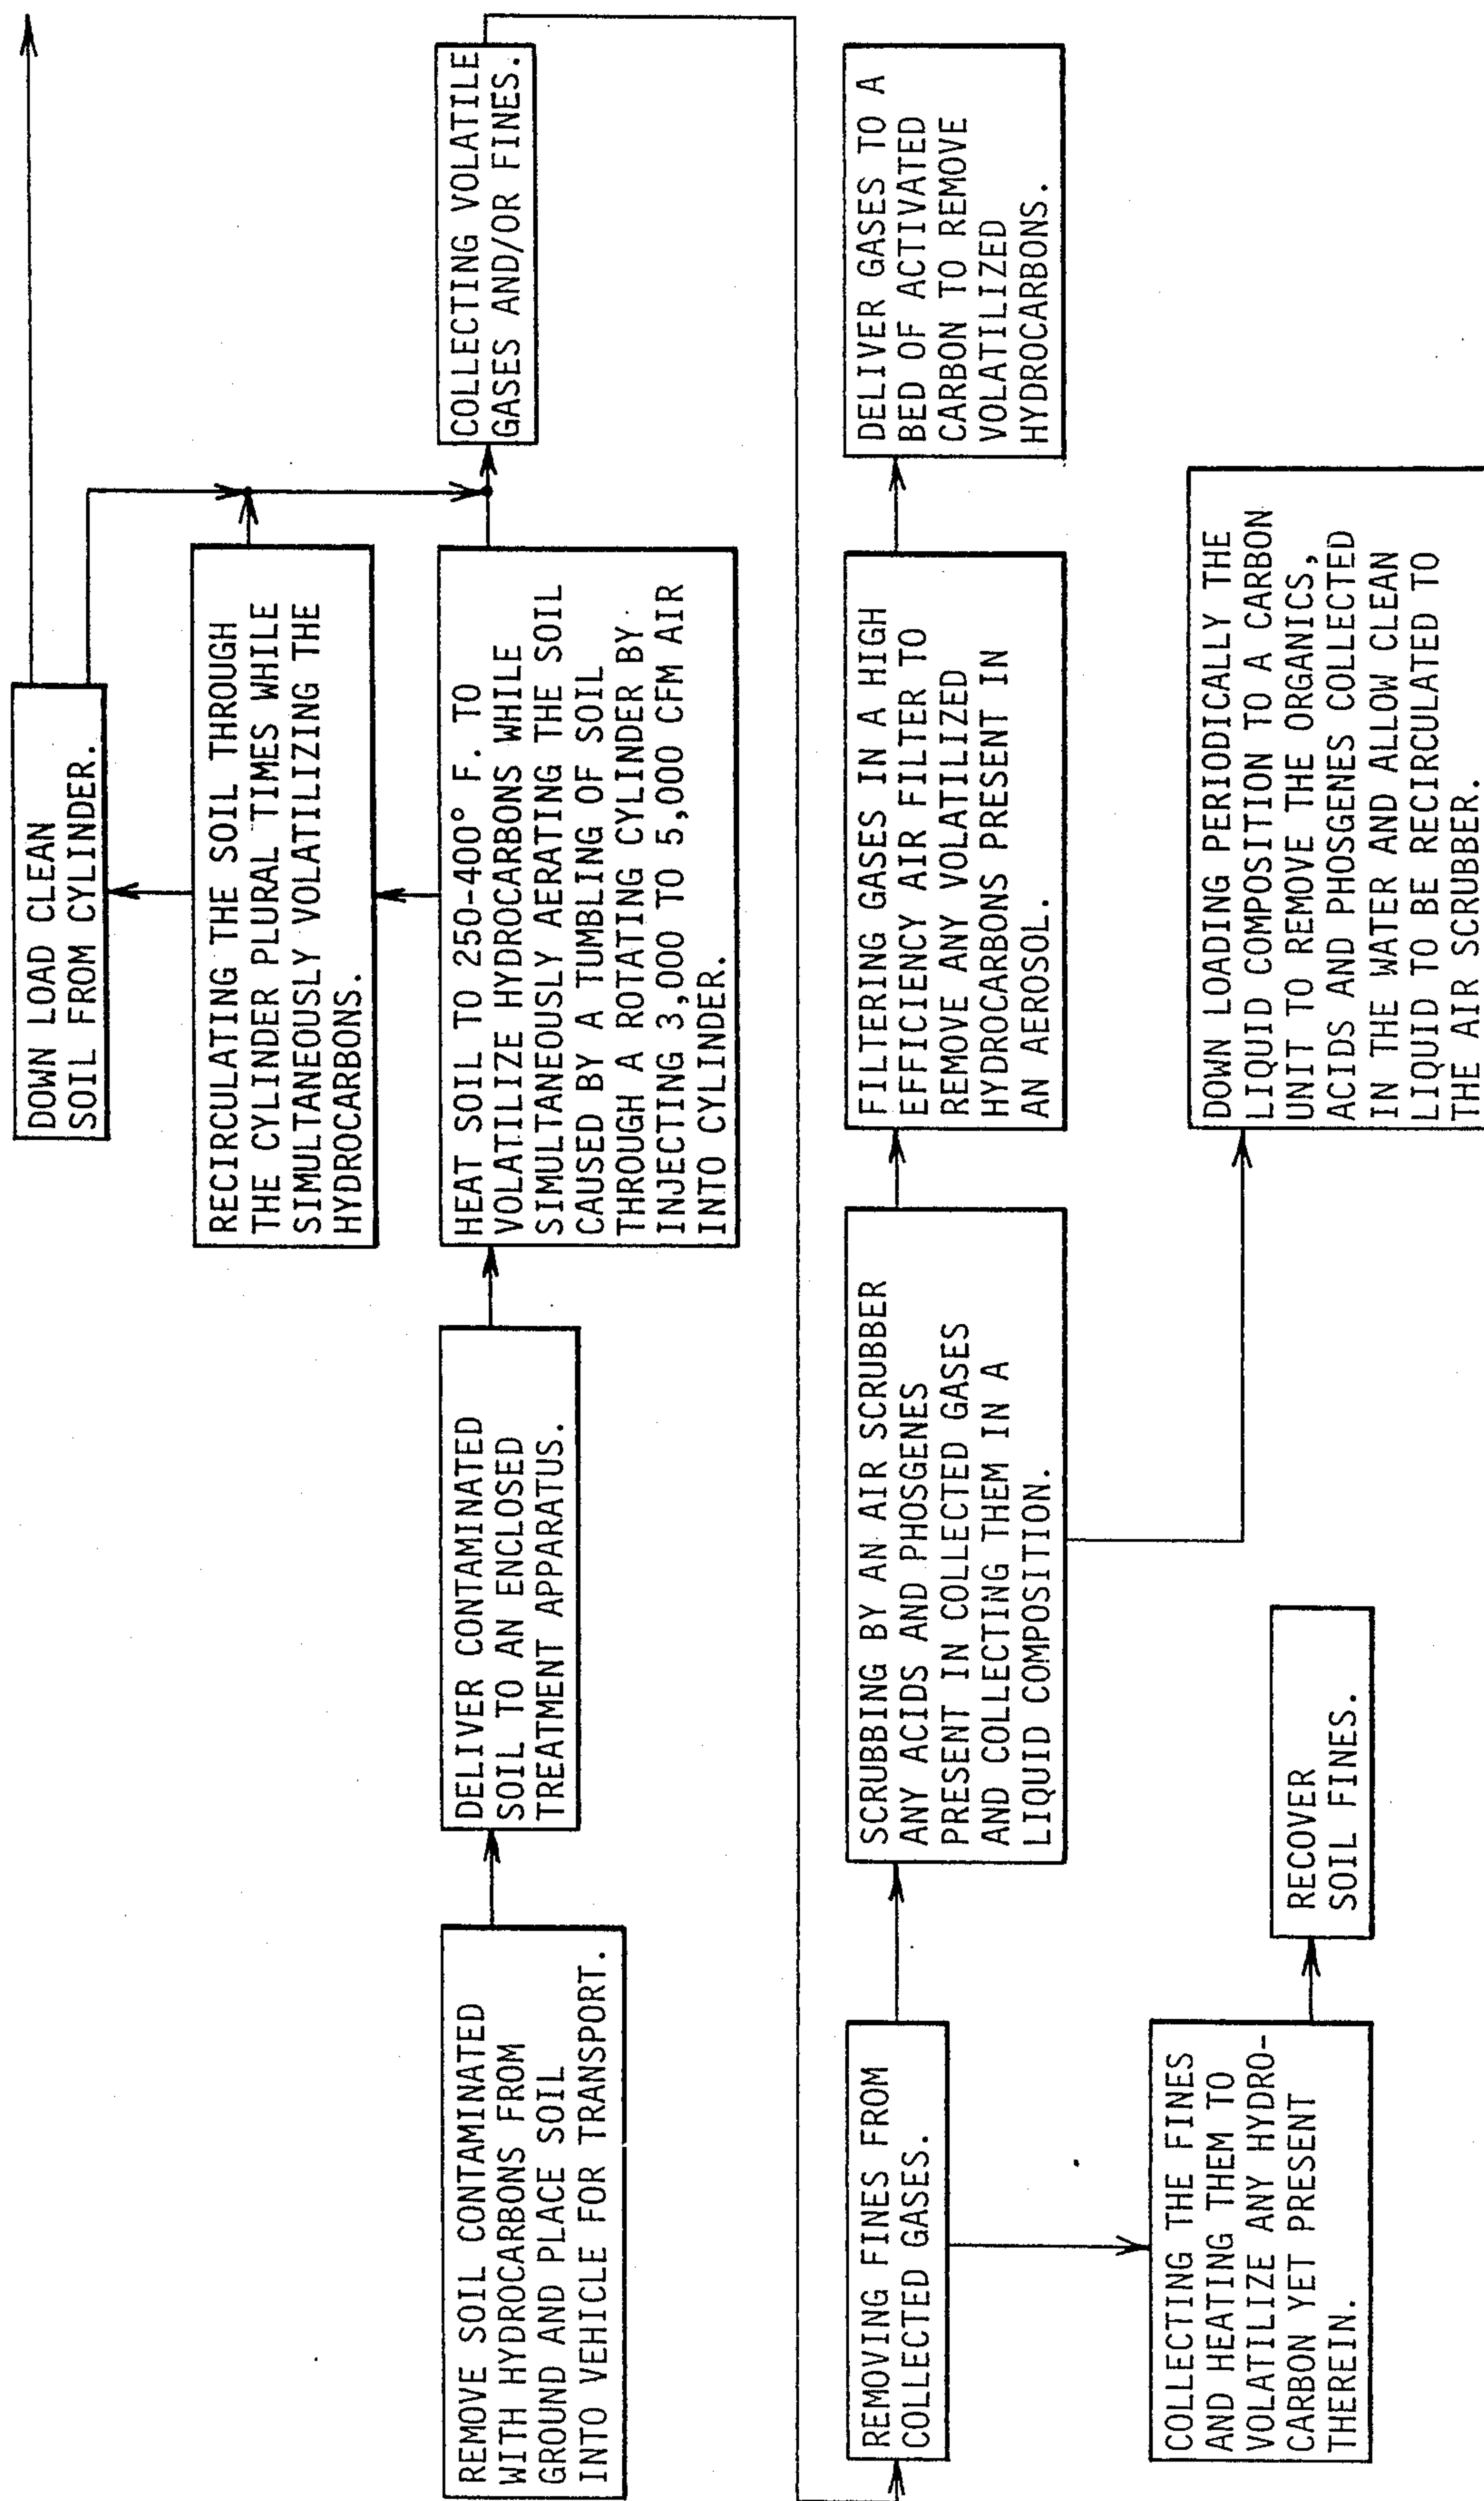 DOWN LOAD CLEAN
SOIL FROM CYLINDER.
RECIRCULATING THE SOIL THROUGH
THE CYLINDER PLURAL TIMES WHILE
SIMULTANEOUSLY VOLATILIZING THE
HYDROCARBONS.
REMOVE SOIL CONTAMINATED
WITH HYDROCARBONS FROM
GROUND AND PLACE SOIL
INTO VEHICLE FOR TRANSPORT.
DELIVER CONTAMINATED
SOIL TO AN ENCLOSED
TREATMENT APPARATUS.
HEAT SOIL TO 250-400° F. TO
VOLATILIZE HYDROCARBONS WHILE
SIMULTANEOUSLY AERATING THE SOIL
CAUSED BY A TUMBLING OF SOIL
THROUGH A ROTATING CYLINDER BY
INJECTING 3,000 TO 5,000 CFM AIR
INTO CYLINDER.
COLLECTING VOLATILE
GASES AND/OR FINES.
REMOVING FINES FROM
COLLECTED GASES.
SCRUBBING BY AN AIR SCRUBBER
ANY ACIDS AND PHOSGENES
PRESENT IN COLLECTED GASES
AND COLLECTING THEM IN A
LIQUID COMPOSITION.
FILTERING GASES IN A HIGH
EFFICIENCY AIR FILTER TO
REMOVE ANY VOLATILIZED
HYDROCARBONS PRESENT IN
AN AEROSOL.
DELIVER GASES TO A
BED OF ACTIVATED
CARBON TO REMOVE
VOLATILIZED
HYDROCARBONS.
COLLECTING THE FINES
AND HEATING THEM TO
VOLATILIZE ANY HYDRO-
CARBON YET PRESENT
THEREIN.
RECOVER
SOIL FINES.
DOWN LOADING PERIODICALLY THE
LIQUID COMPOSITION TO A CARBON
UNIT TO REMOVE THE ORGANICS,
ACIDS AND PHOSGENES COLLECTED
IN THE WATER AND ALLOW CLEAN
LIQUID TO BE RECIRCULATED TO
THE AIR SCRUBBER.